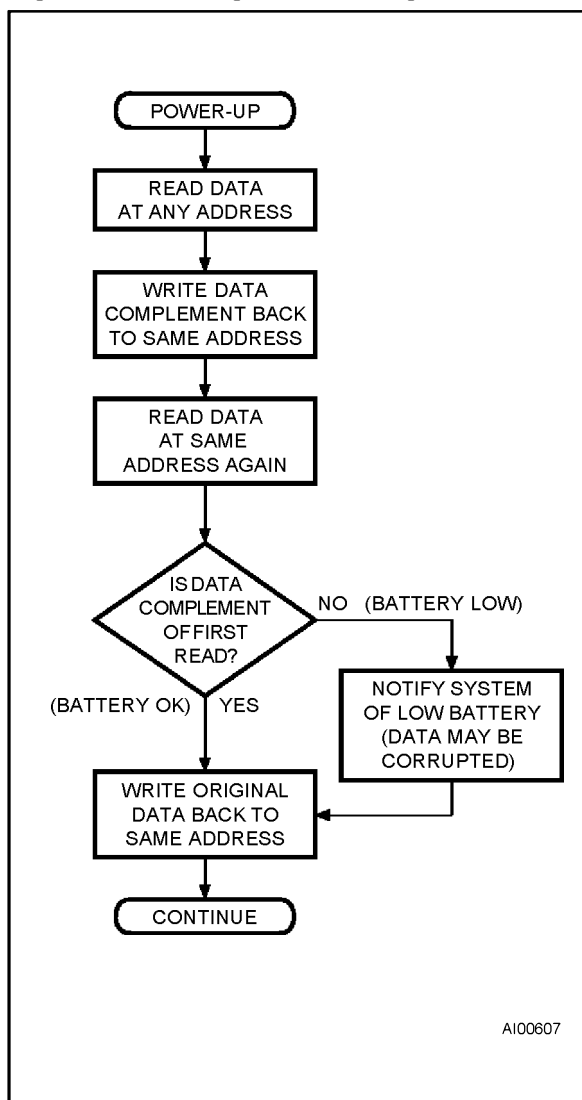 POWER-UP
READ DATA
AT ANY ADDRESS
WRITE DATA
COMPLEMENT BACK
TO SAME ADDRESS
READ DATA
AT SAME
ADDRESS AGAIN
IS DATA
COMPLEMENT
OF FIRST
READ?
NO (BATTERY LOW)
(BATTERY OK) YES
NOTIFY SYSTEM
OF LOW BATTERY
(DATA MAY BE
CORRUPTED)
WRITE ORIGINAL
DATA BACK TO
SAME ADDRESS
CONTINUE
AI00607